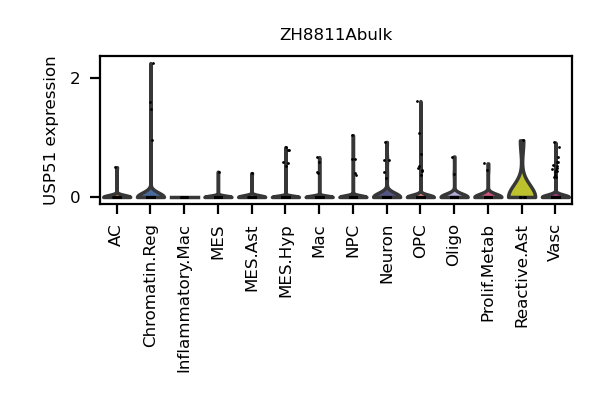 ZH8811Abulk
USP51 expression
2
0
AC
Chromatin.Reg
Inflammatory.Mac
MES
MES.Ast
MES.Hyp
Mac
NPC
Neuron
OPC
Oligo
Prolif.Metab
Reactive.Ast
Vasc